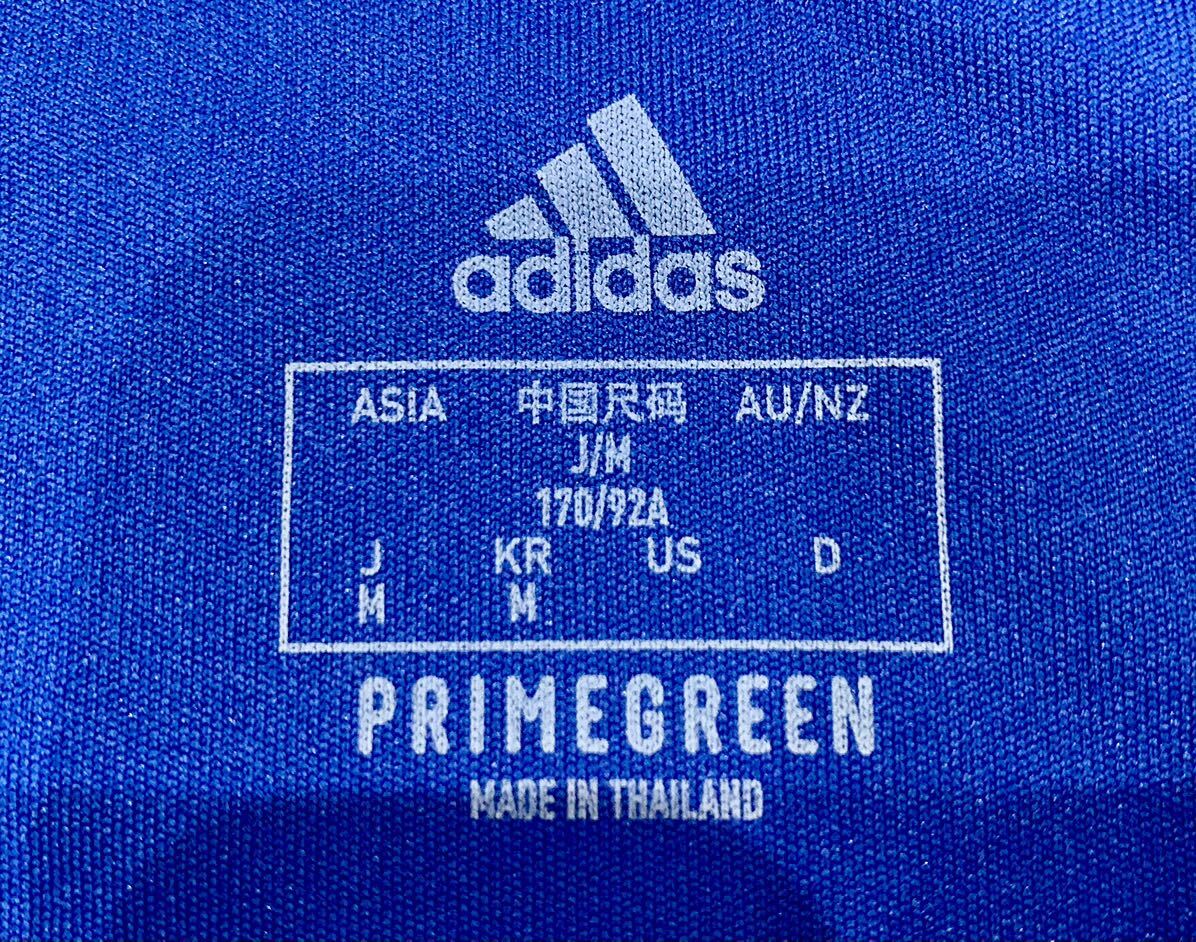 adidas
ASIA 中国尺码 AU/NZ
J/M
170/92A
J KR US D
M M
PRIMEGREEN
MADE IN THAILAND